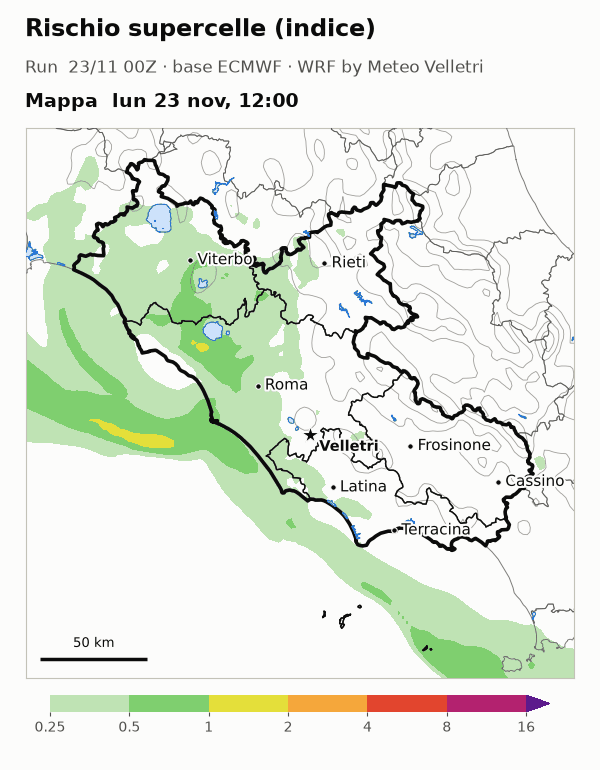 Rischio supercelle (indice)
Run  23/11 00Z · base ECMWF · WRF by Meteo Velletri
Mappa  lun 23 nov, 12:00
Viterbo
Rieti
Roma
Velletri
Frosinone
Latina
Cassino
Terracina
50 km
0.25 0.5 1 2 4 8 16